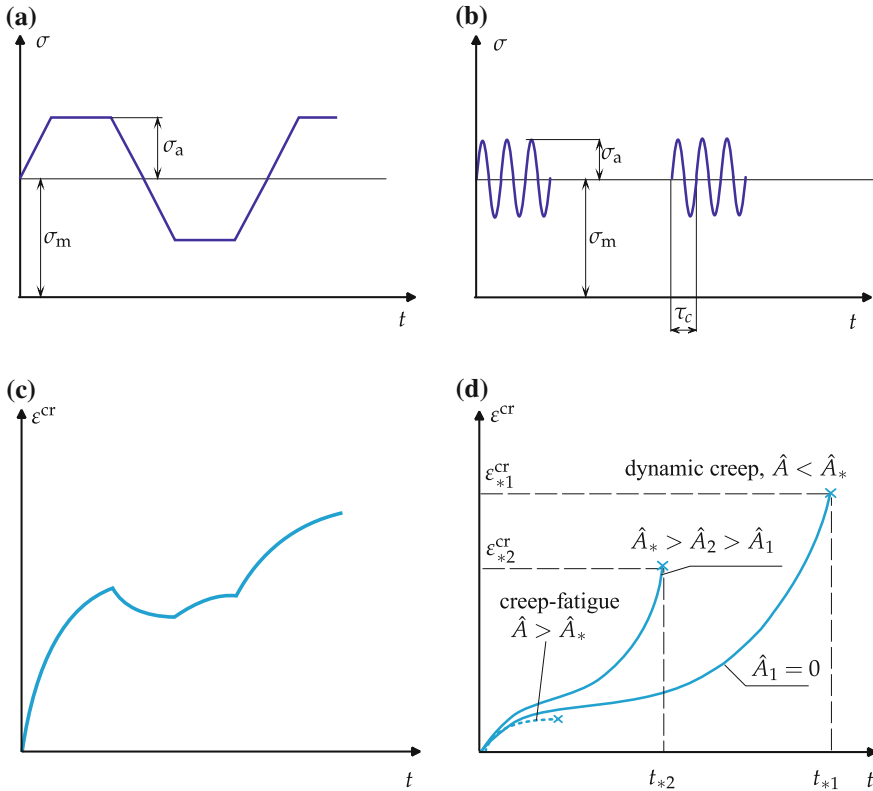 (a)
σ
σa
σm
t
(b)
σ
σa
σm
τc
t
(c)
εcr
t
(d)
εcr
εcr*1
dynamic creep, Â < Â*
εcr*2
Â* > Â2 > Â1
creep-fatigue
Â > Â*
Â1 = 0
t*2
t*1
t